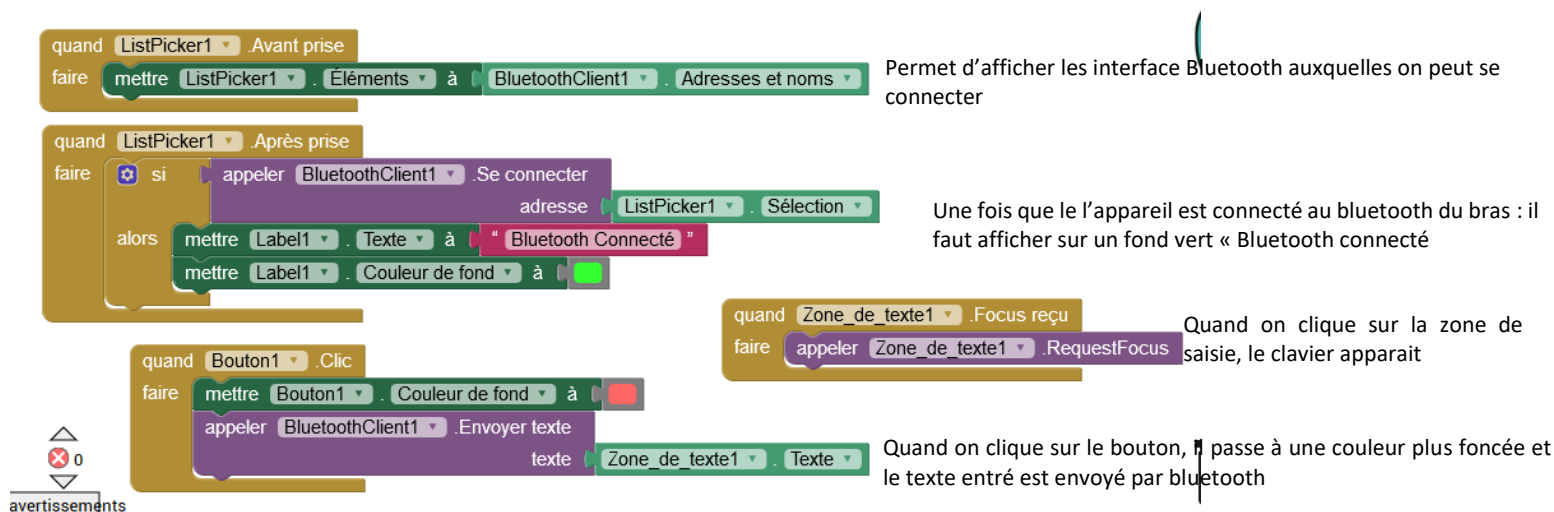 quand ListPicker1 .Avant prise
faire mettre ListPicker1 . Éléments à BluetoothClient1 . Adresses et noms
Permet d'afficher les interface Bluetooth auxquelles on peut se
connecter
quand ListPicker1 .Après prise
faire si appeler BluetoothClient1 .Se connecter
adresse ListPicker1 . Sélection
alors mettre Label1 . Texte à " Bluetooth Connecté "
mettre Label1 . Couleur de fond à
Une fois que le l'appareil est connecté au bluetooth du bras : il
faut afficher sur un fond vert « Bluetooth connecté
quand Zone_de_texte1 .Focus reçu
faire appeler Zone_de_texte1 .RequestFocus
Quand on clique sur la zone de
saisie, le clavier apparait
quand Bouton1 .Clic
faire mettre Bouton1 . Couleur de fond à
appeler BluetoothClient1 .Envoyer texte
texte Zone_de_texte1 . Texte
Quand on clique sur le bouton, il passe à une couleur plus foncée et
le texte entré est envoyé par bluetooth
0
avertissements